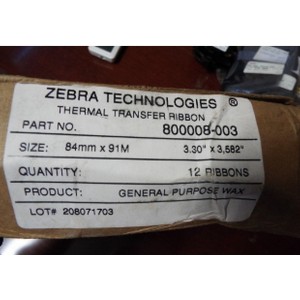 ZEBRA TECHNOLOGIES ®
THERMAL TRANSFER RIBBON
PART NO. 800008-003
SIZE: 84mm x 91M 3.30" x 3,582"
QUANTITY: 12 RIBBONS
PRODUCT: GENERAL PURPOSE WAX
LOT# 208071703